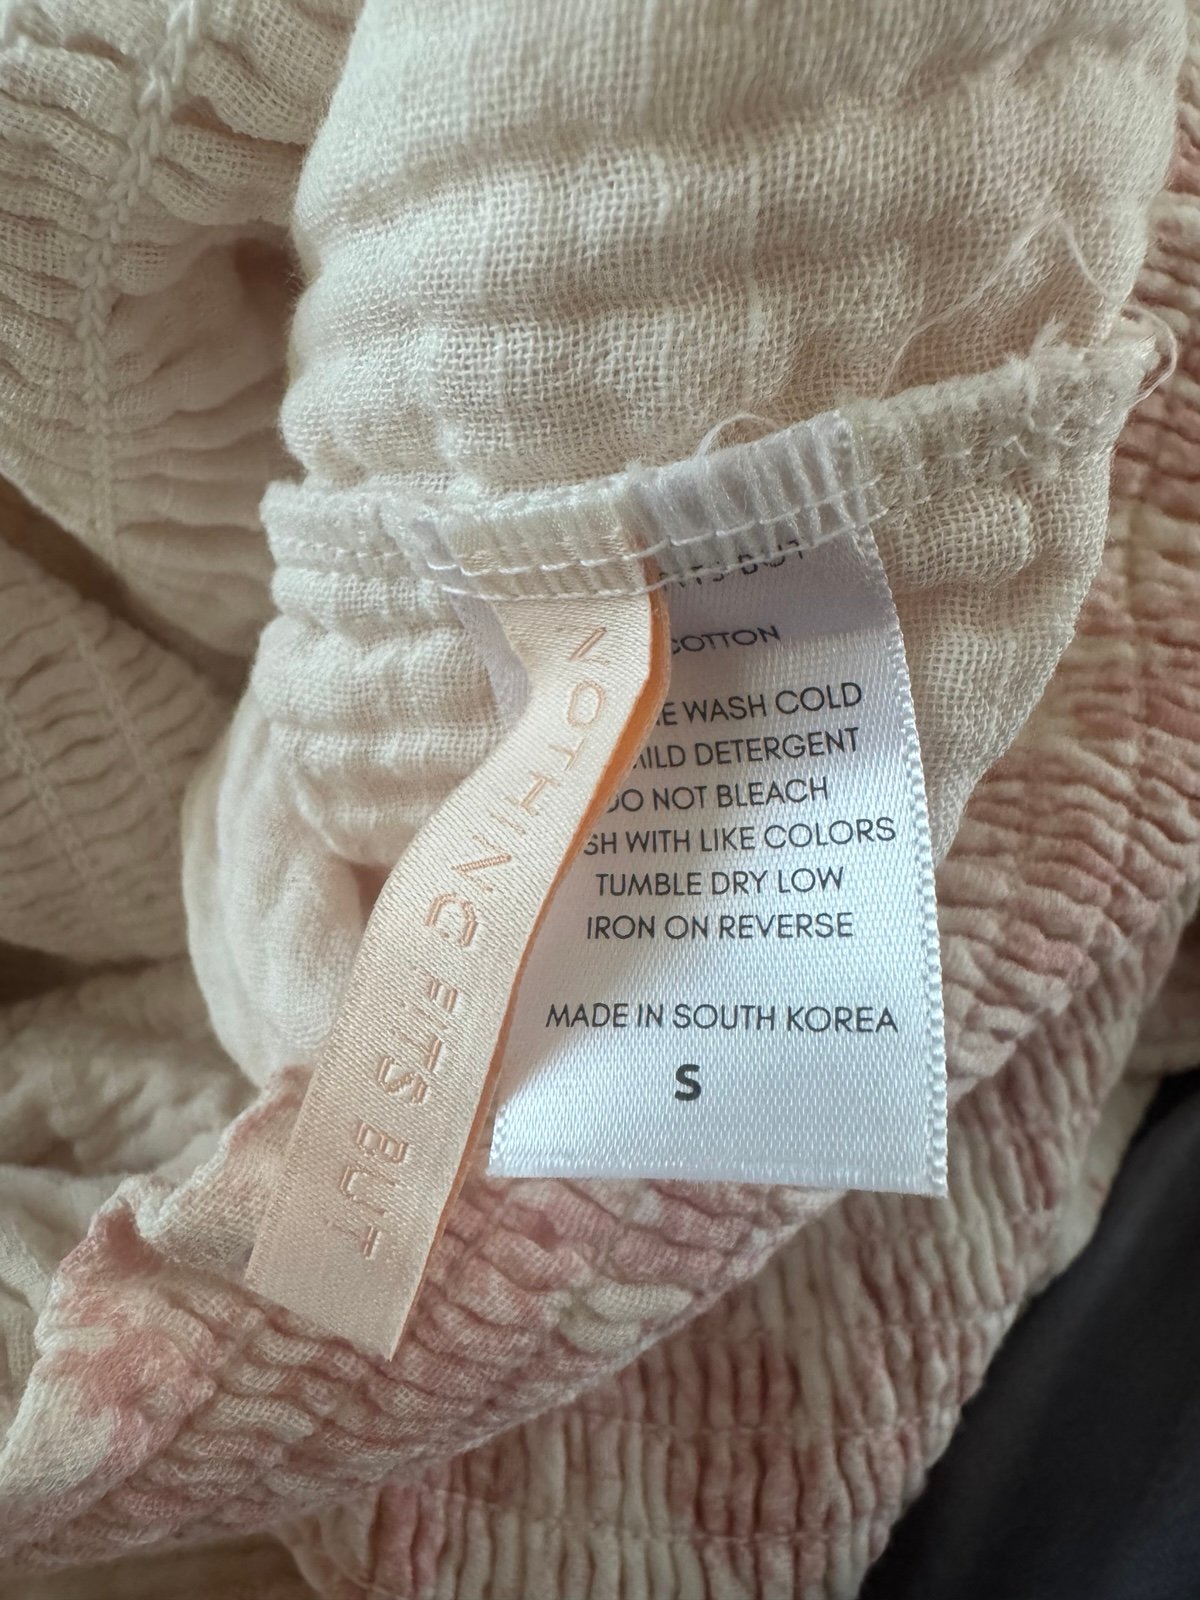 NOTHING FITS BUT
BUT
COTTON
WASH COLD
MILD DETERGENT
DO NOT BLEACH
WITH LIKE COLORS
TUMBLE DRY LOW
IRON ON REVERSE
MADE IN SOUTH KOREA
S